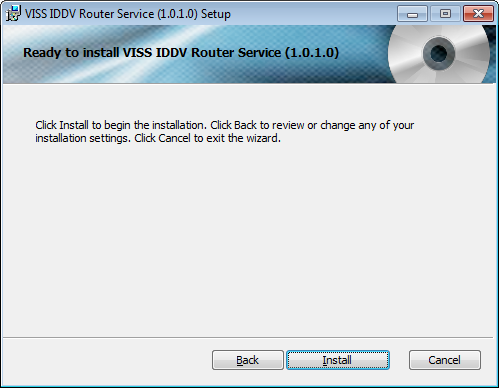 VISS IDDV Router Service (1.0.1.0) Setup
Ready to install VISS IDDV Router Service (1.0.1.0)
Click Install to begin the installation. Click Back to review or change any of your
installation settings. Click Cancel to exit the wizard.
Back Install Cancel